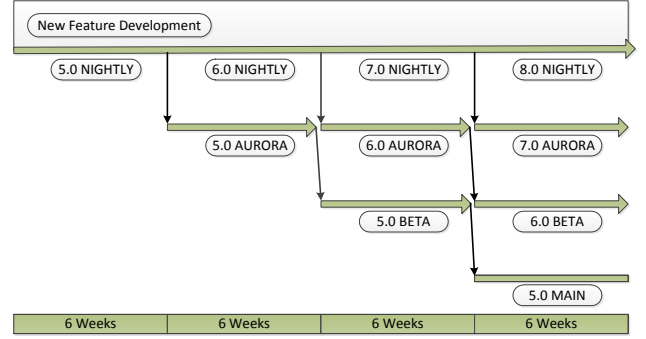 New Feature Development
5.0 NIGHTLY 6.0 NIGHTLY 7.0 NIGHTLY 8.0 NIGHTLY
5.0 AURORA 6.0 AURORA 7.0 AURORA
5.0 BETA 6.0 BETA
5.0 MAIN
6 Weeks 6 Weeks 6 Weeks 6 Weeks